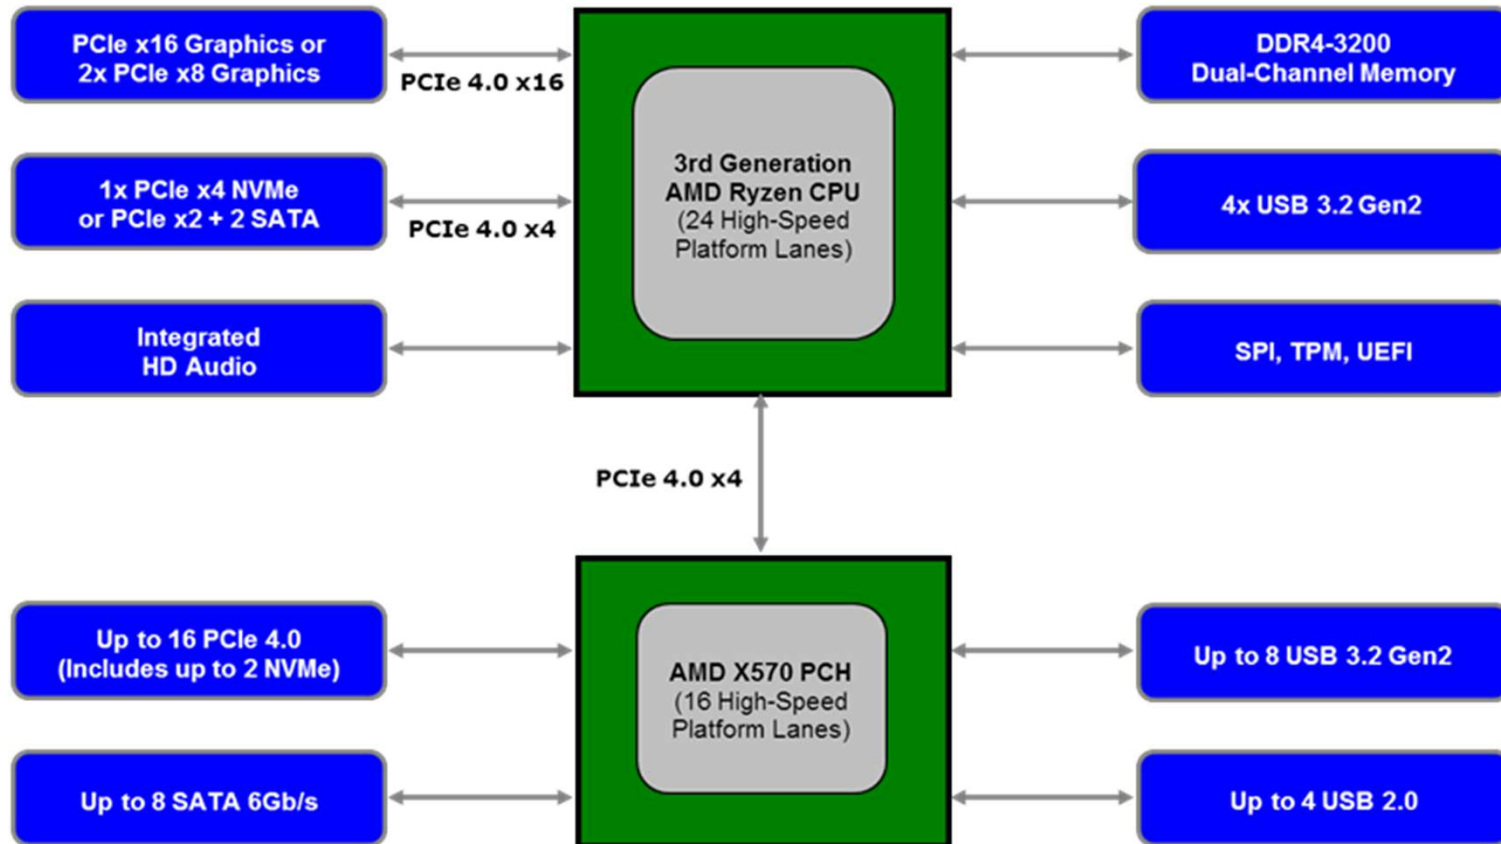 PCIe x16 Graphics or
2x PCIe x8 Graphics
PCIe 4.0 x16
DDR4-3200
Dual-Channel Memory
3rd Generation
AMD Ryzen CPU
(24 High-Speed
Platform Lanes)
1x PCIe x4 NVMe
or PCIe x2 + 2 SATA
PCIe 4.0 x4
4x USB 3.2 Gen2
Integrated
HD Audio
SPI, TPM, UEFI
PCIe 4.0 x4
Up to 16 PCIe 4.0
(Includes up to 2 NVMe)
AMD X570 PCH
(16 High-Speed
Platform Lanes)
Up to 8 USB 3.2 Gen2
Up to 8 SATA 6Gb/s
Up to 4 USB 2.0